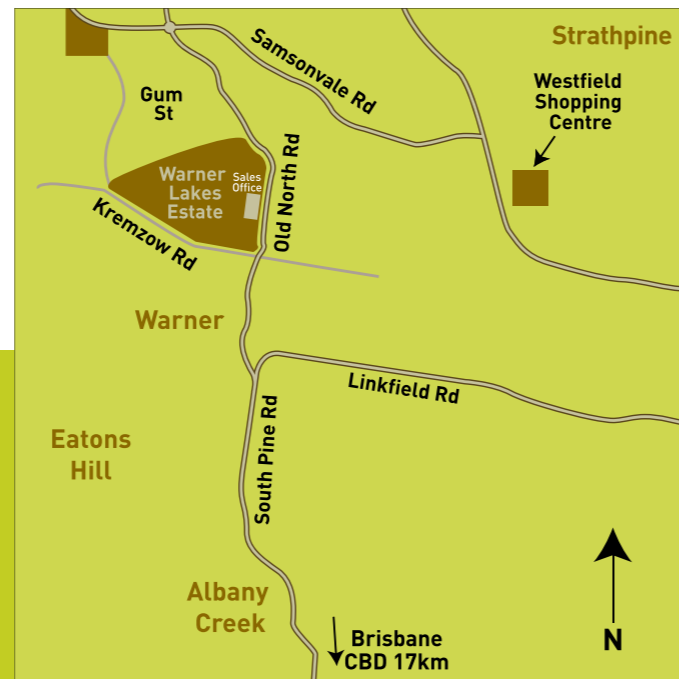 Strathpine
Samsonvale Rd
Westfield
Shopping
Centre
Gum
St
Warner
Lakes
Estate
Sales
Office
Old North Rd
Kremzow Rd
Warner
Linkfield Rd
South Pine Rd
Eatons
Hill
Albany
Creek
Brisbane
CBD 17km
N